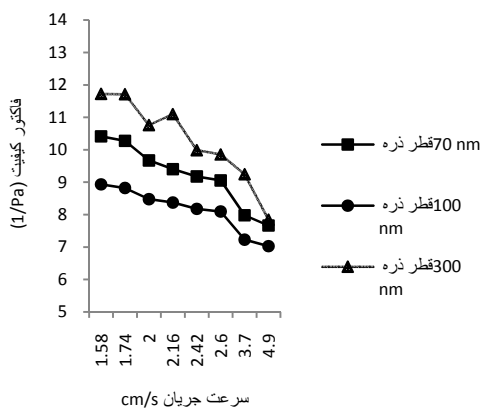 14
13
12
11
10
9
8
7
6
5
فاکتور کیفیت (1/Pa)
1.58
1.74
2
2.16
2.42
2.6
3.7
4.9
سرعت جریان cm/s
قطر ذره 70 nm
قطر ذره 100
nm
قطر ذره 300
nm